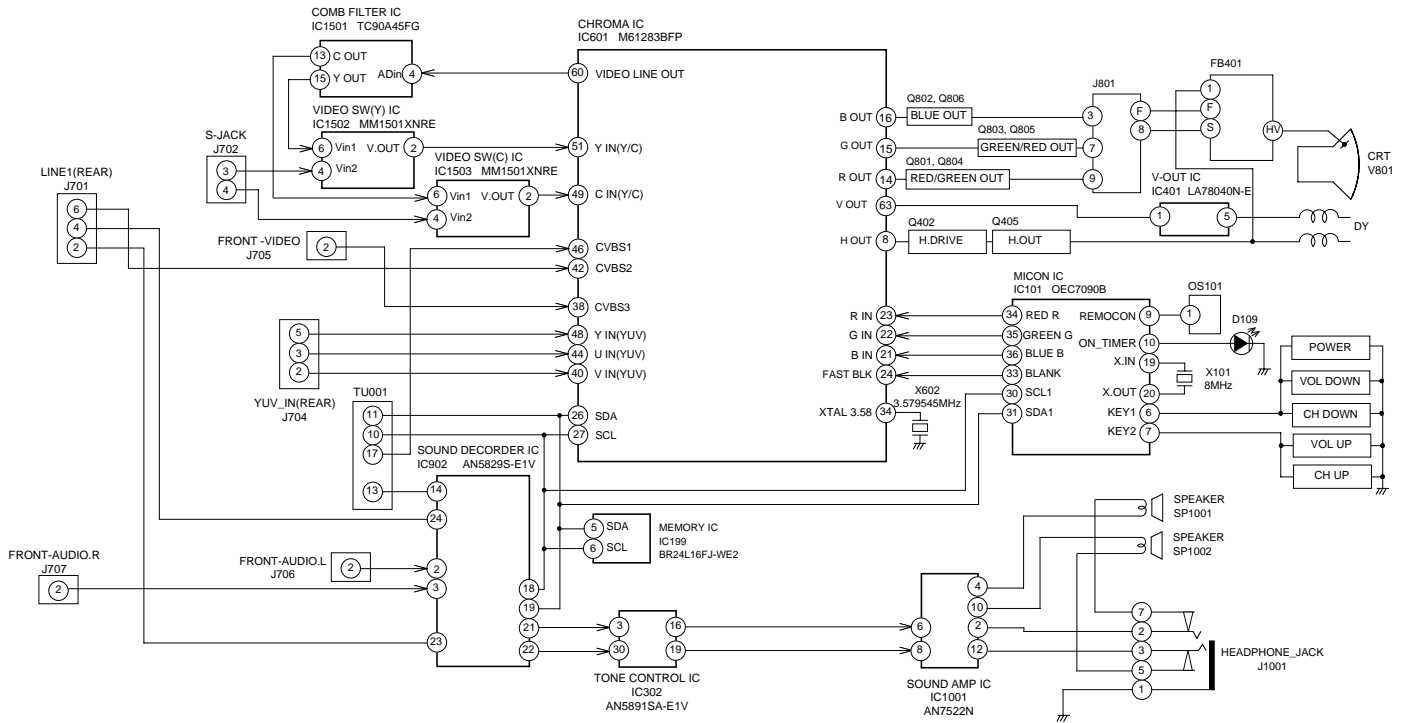 COMB FILTER IC
IC1501 TC90A45FG
13 C OUT
15 Y OUT
ADin 4
CHROMA IC
IC601 M61283BFP
60 VIDEO LINE OUT
VIDEO SW(Y) IC
IC1502 MM1501XNRE
6 Vin1
V.OUT 2
4 Vin2
51 Y IN(Y/C)
S-JACK
J702
3
4
VIDEO SW(C) IC
IC1503 MM1501XNRE
6 Vin1
V.OUT 2
4 Vin2
49 C IN(Y/C)
LINE1(REAR)
J701
6
4
2
FRONT -VIDEO
J705
2
46 CVBS1
42 CVBS2
38 CVBS3
5
3
2
YUV_IN(REAR)
J704
48 Y IN(YUV)
44 U IN(YUV)
40 V IN(YUV)
TU001
11
10
17
13
26 SDA
27 SCL
B OUT 16
Q802, Q806
BLUE OUT
G OUT 15
Q803, Q805
GREEN/RED OUT
R OUT 14
Q801, Q804
RED/GREEN OUT
V OUT 63
H OUT 8
Q402
H.DRIVE
Q405
H.OUT
J801
3
7
9
F
8
FB401
1
F
S
HV
CRT
V801
V-OUT IC
IC401 LA78040N-E
1
5
DY
R IN 23
G IN 22
B IN 21
FAST BLK 24
XTAL 3.58 34
X602
3.579545MHz
MICON IC
IC101 OEC7090B
34 RED R
35 GREEN G
36 BLUE B
33 BLANK
30 SCL1
31 SDA1
REMOCON 9
ON_TIMER 10
X.IN 19
X.OUT 20
KEY1 6
KEY2 7
OS101
1
D109
X101
8MHz
POWER
VOL DOWN
CH DOWN
VOL UP
CH UP
SOUND DECORDER IC
IC902 AN5829S-E1V
14
24
2
3
23
18
19
21
22
FRONT-AUDIO.R
J707
2
FRONT-AUDIO.L
J706
2
5 SDA
6 SCL
MEMORY IC
IC199
BR24L16FJ-WE2
3
30
16
19
TONE CONTROL IC
IC302
AN5891SA-E1V
6
8
4
10
2
12
SOUND AMP IC
IC1001
AN7522N
SPEAKER
SP1001
SPEAKER
SP1002
7
2
3
5
1
HEADPHONE_JACK
J1001